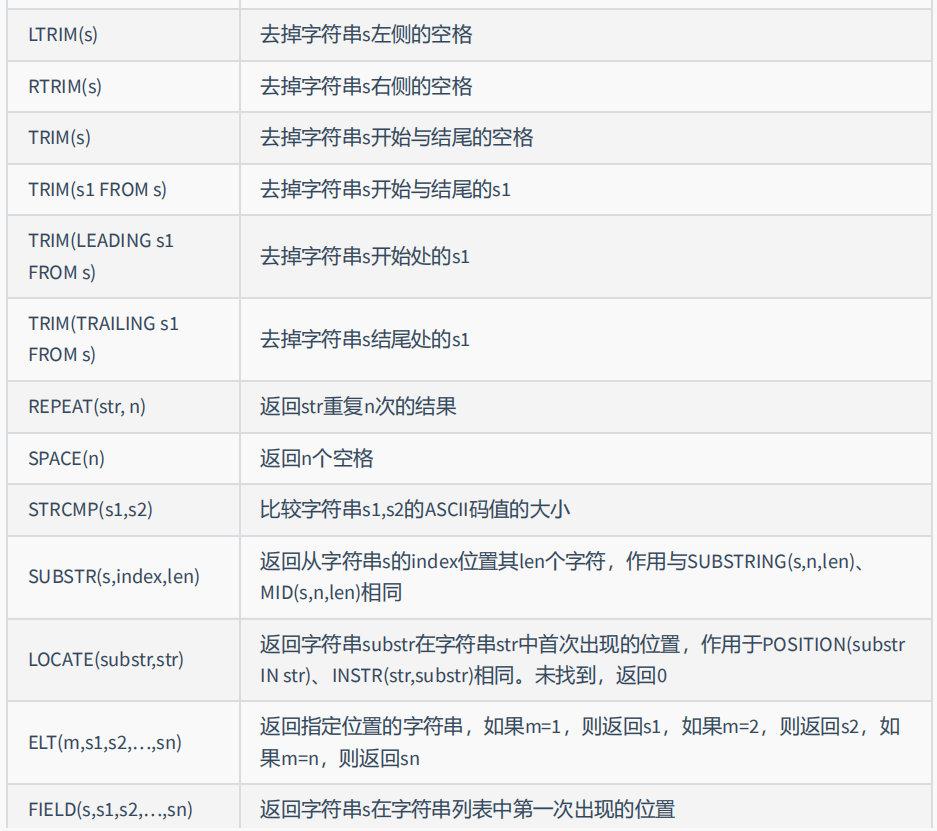 LTRIM(s)
去掉字符串s左侧的空格
RTRIM(s)
去掉字符串s右侧的空格
TRIM(s)
去掉字符串s开始与结尾的空格
TRIM(s1 FROM s)
去掉字符串s开始与结尾的s1
TRIM(LEADING s1
FROM s)
去掉字符串s开始处的s1
TRIM(TRAILING s1
FROM s)
去掉字符串s结尾处的s1
REPEAT(str, n)
返回str重复n次的结果
SPACE(n)
返回n个空格
STRCMP(s1,s2)
比较字符串s1,s2的ASCII码值的大小
SUBSTR(s,index,len)
返回从字符串s的index位置其len个字符，作用与SUBSTRING(s,n,len)、
MID(s,n,len)相同
LOCATE(substr,str)
返回字符串substr在字符串str中首次出现的位置，作用于POSITION(substr
IN str)、INSTR(str,substr)相同。未找到，返回0
ELT(m,s1,s2,…,sn)
返回指定位置的字符串，如果m=1，则返回s1，如果m=2，则返回s2，如
果m=n，则返回sn
FIELD(s,s1,s2,…,sn)
返回字符串s在字符串列表中第一次出现的位置